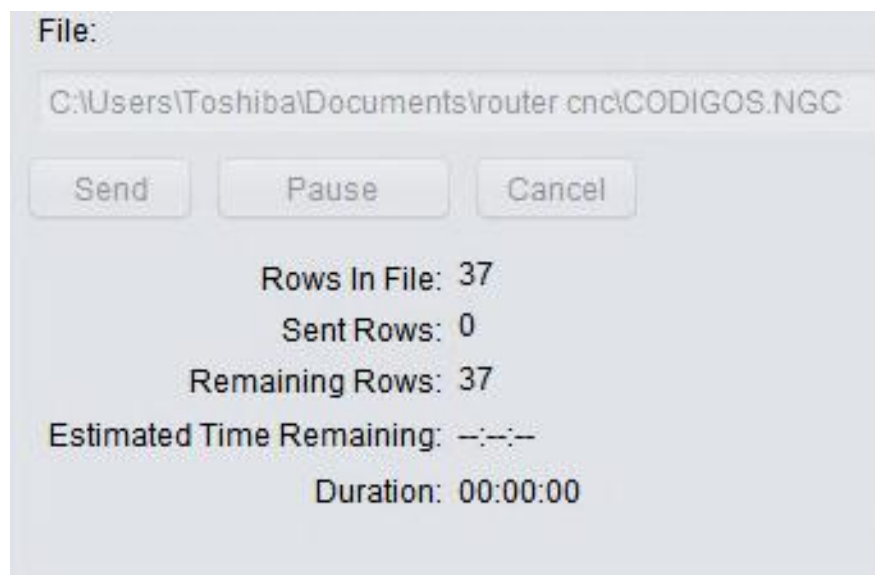 File:
C:\Users\Toshiba\Documents\router cnc\CODIGOS.NGC
Send Pause Cancel
Rows In File: 37
Sent Rows: 0
Remaining Rows: 37
Estimated Time Remaining: --:--:--
Duration: 00:00:00